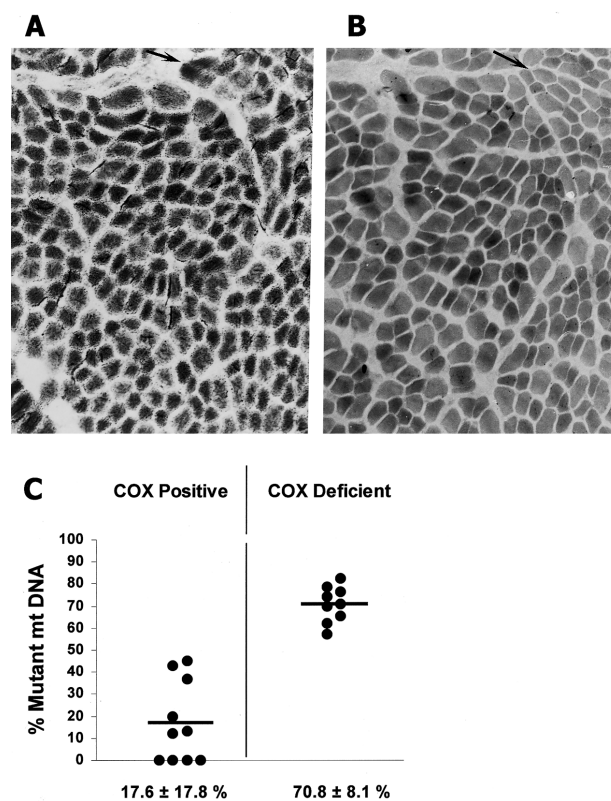 A
B
C
COX Positive
COX Deficient
% Mutant mt DNA
100
90
80
70
60
50
40
30
20
10
0
17.6 ± 17.8 %
70.8 ± 8.1 %